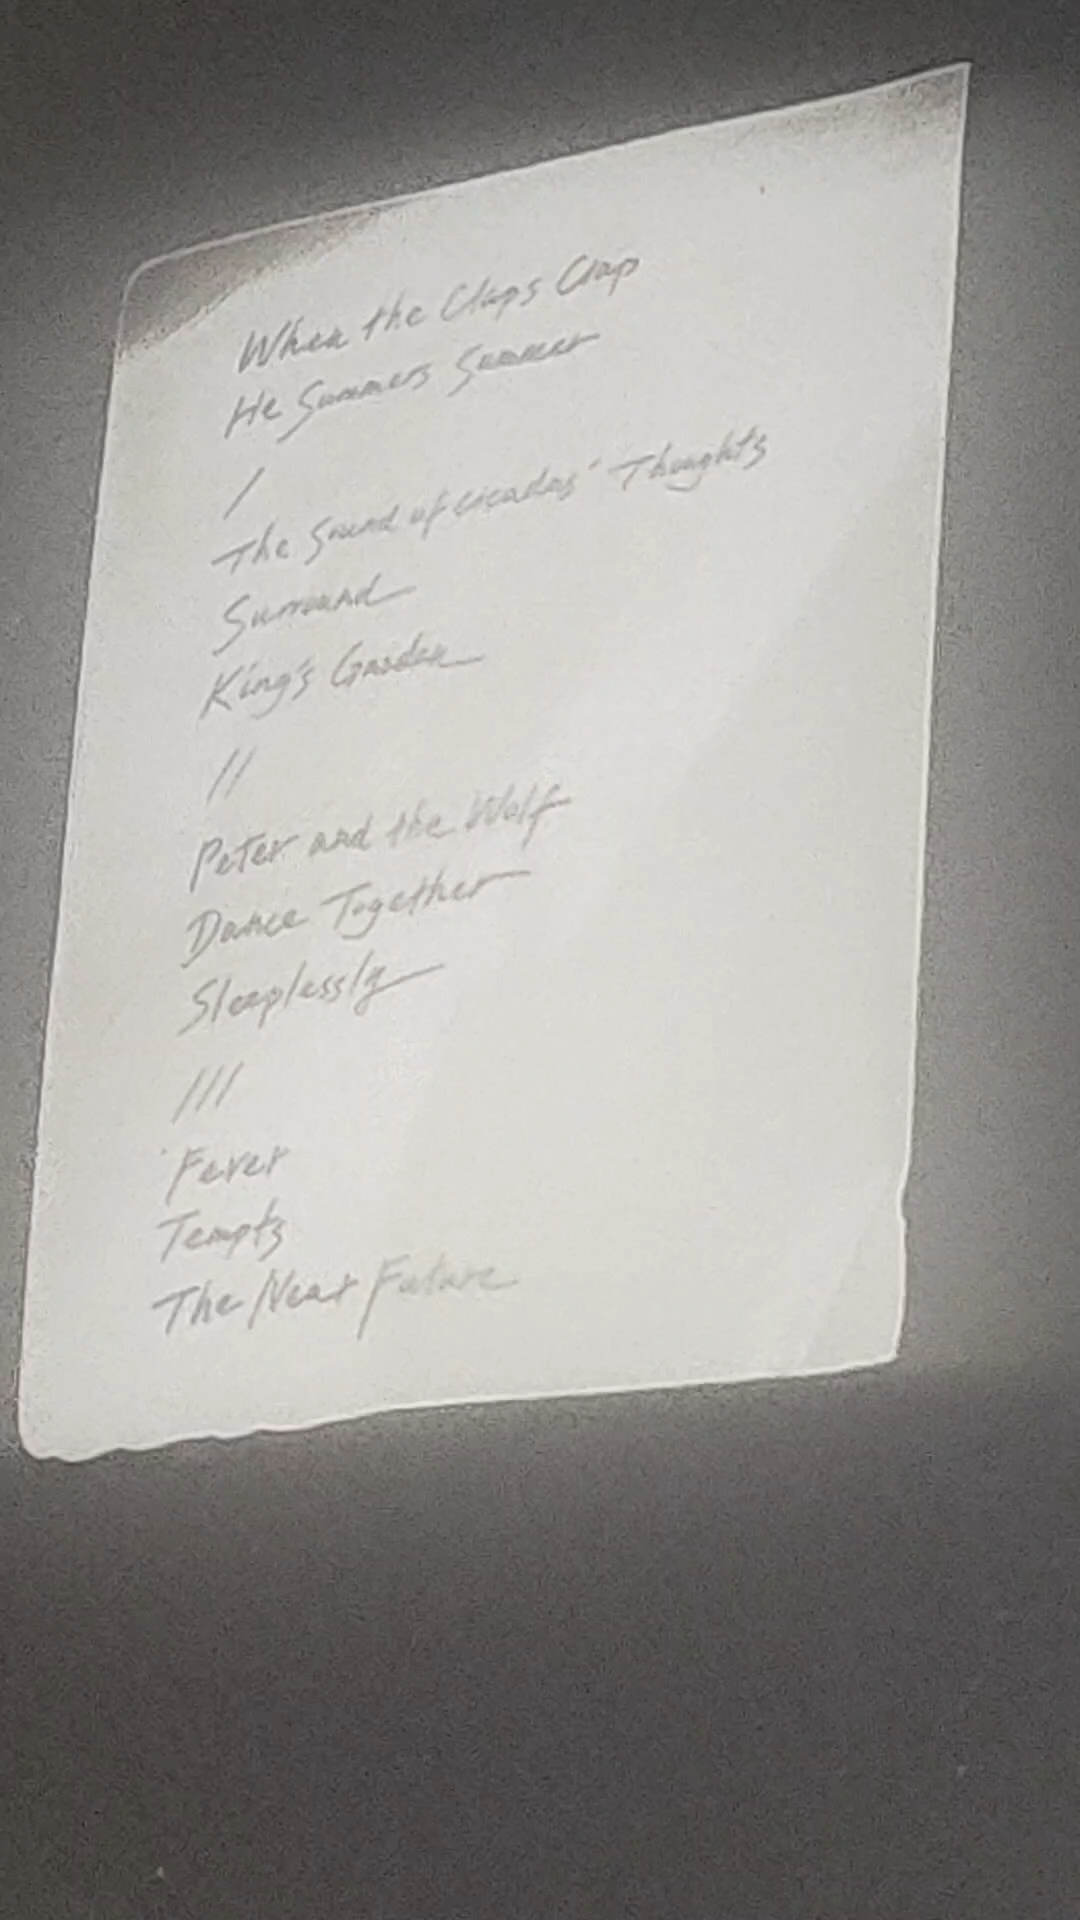 When the Claps Clap
He Summers Summer
/
The Sound of Cicadas' Thoughts
Surround
King's Garden
//
Peter and the Wolf
Dance Together
Sleeplessly
///
Fever
Tempts
The Near Future